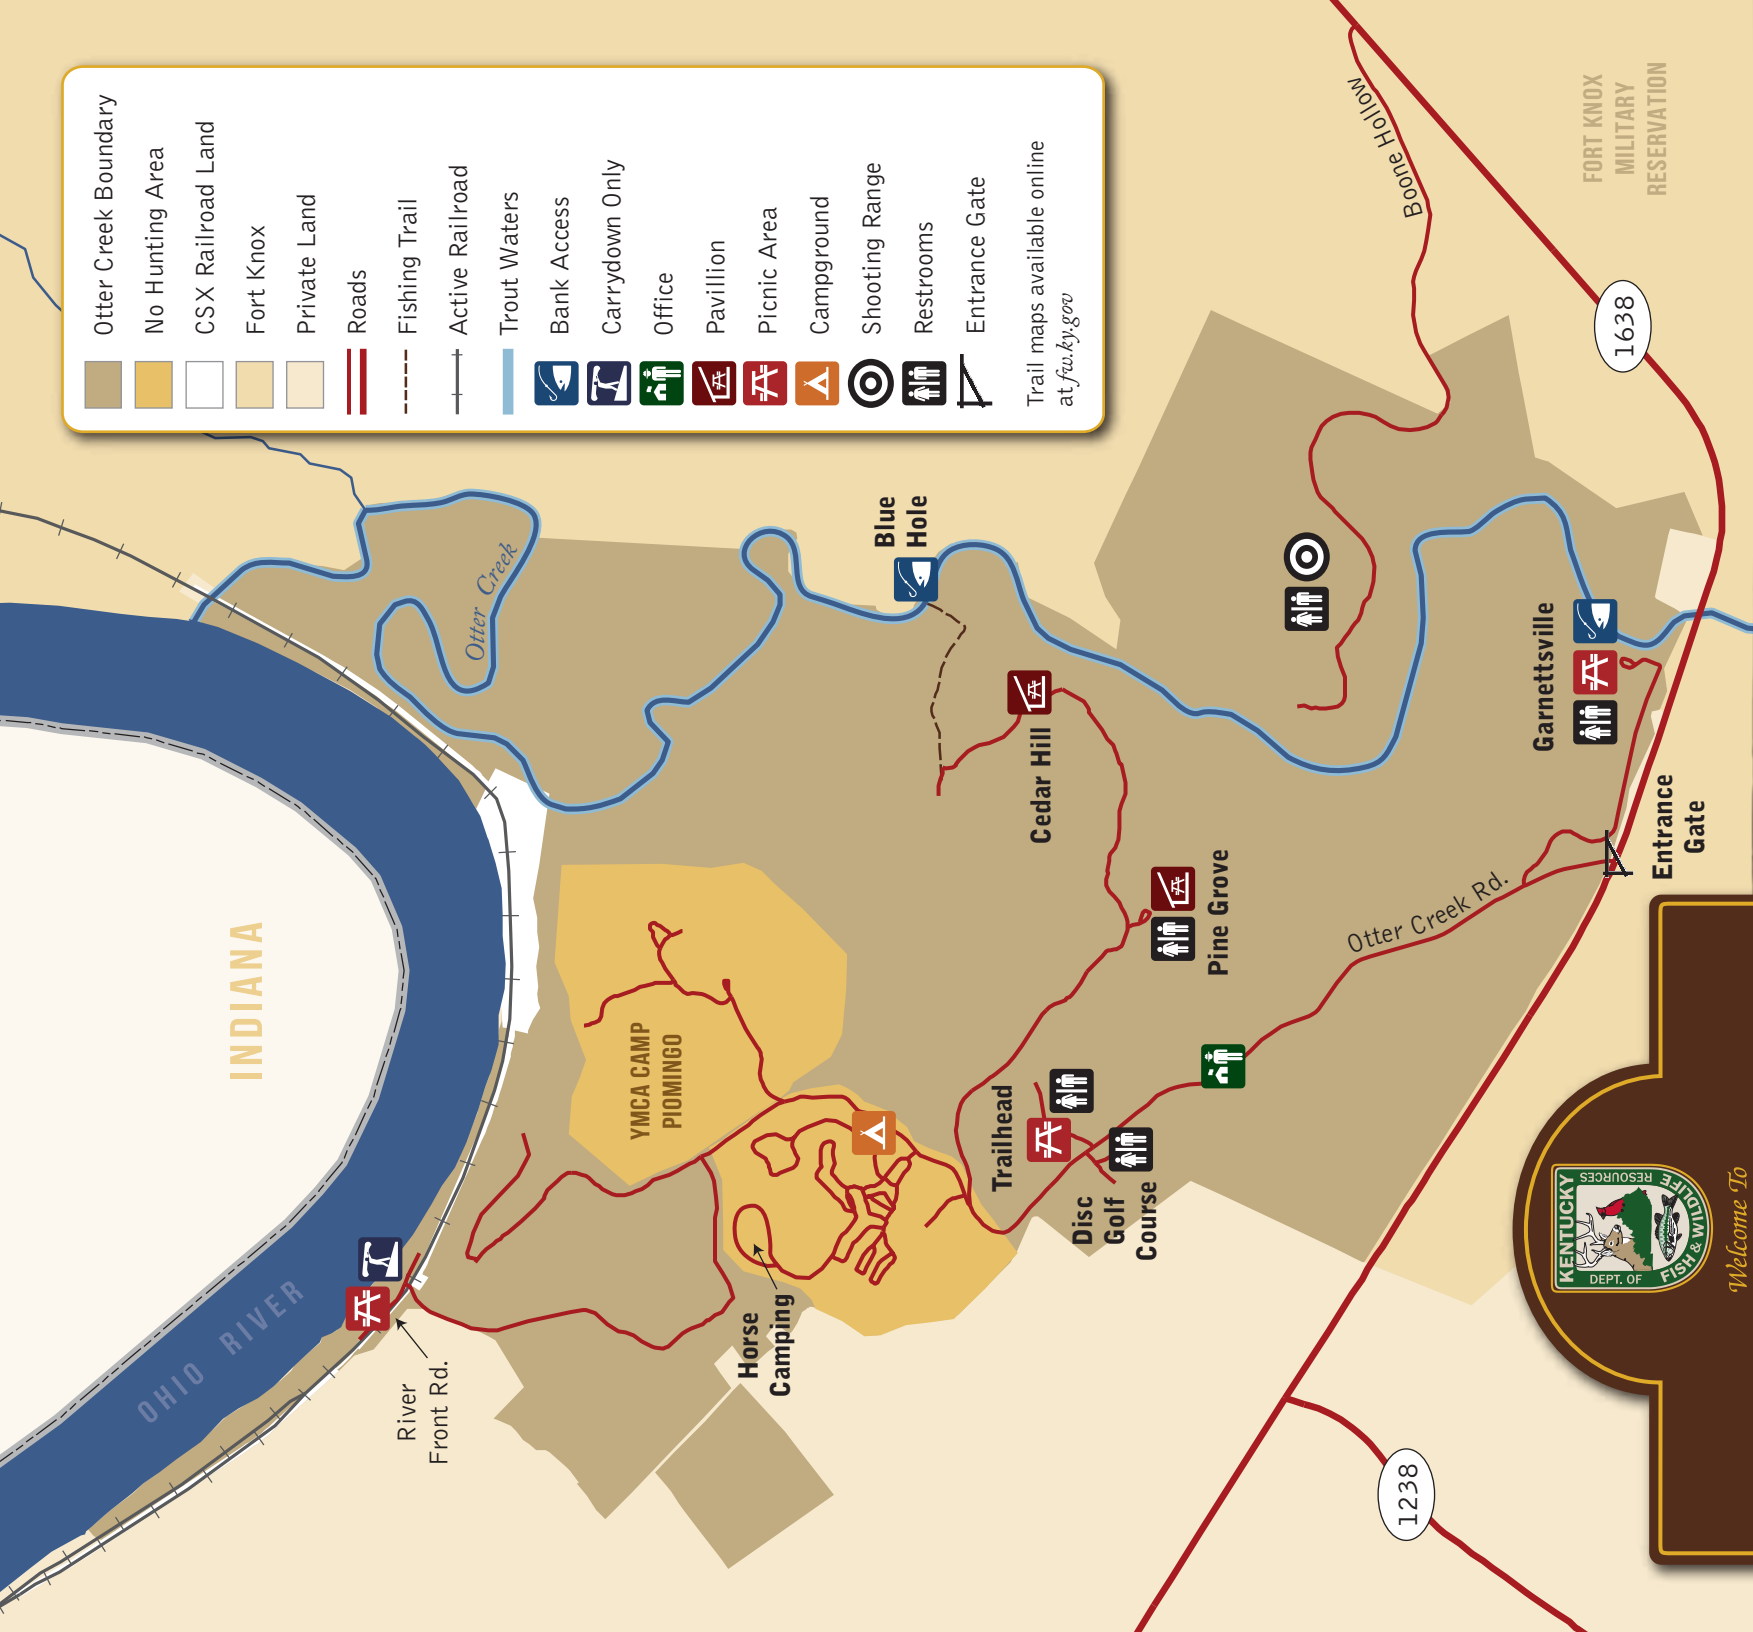 Otter Creek Boundary
No Hunting Area
CSX Railroad Land
Fort Knox
Private Land
Roads
Fishing Trail
Active Railroad
Trout Waters
Bank Access
Carrydown Only
Office
Pavillion
Picnic Area
Campground
Shooting Range
Restrooms
Entrance Gate
Trail maps available online
at fw.ky.gov
INDIANA
OHIO RIVER
Otter Creek
Blue
Hole
Boone Hollow
FORT KNOX
MILITARY
RESERVATION
1638
Garnettsville
Entrance
Gate
Cedar Hill
Pine Grove
Otter Creek Rd.
YMCA CAMP
PIOMINGO
Trailhead
Disc
Golf
Course
Horse
Camping
River
Front Rd.
1238
KENTUCKY
DEPT. OF
FISH & WILDLIFE
RESOURCES
Welcome To